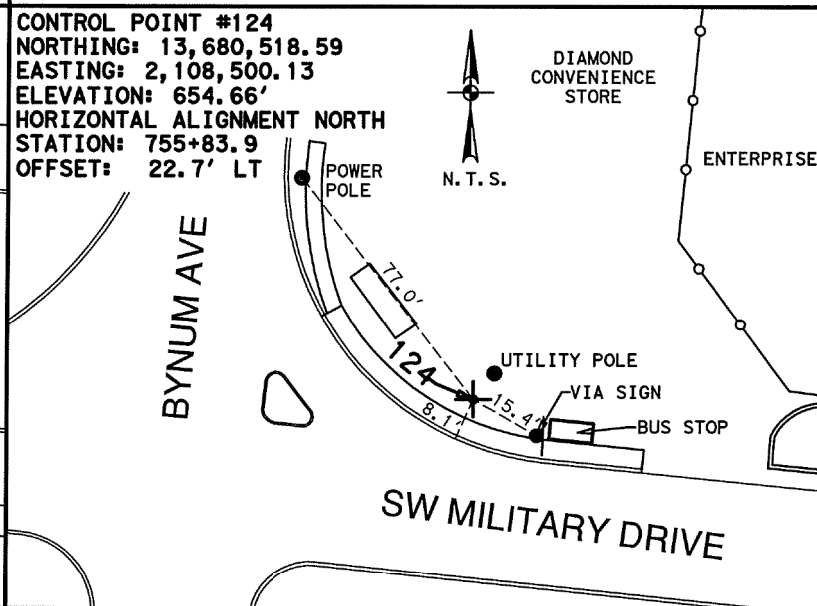 CONTROL POINT #124
NORTHING: 13,680,518.59
EASTING: 2,108,500.13
ELEVATION: 654.66'
HORIZONTAL ALIGNMENT NORTH
STATION: 755+83.9
OFFSET: 22.7' LT
DIAMOND
CONVENIENCE
STORE
N.T.S.
ENTERPRISE
POWER
POLE
BYNUM AVE
77.0'
124
UTILITY POLE
VIA SIGN
15.4'
8.1'
BUS STOP
SW MILITARY DRIVE